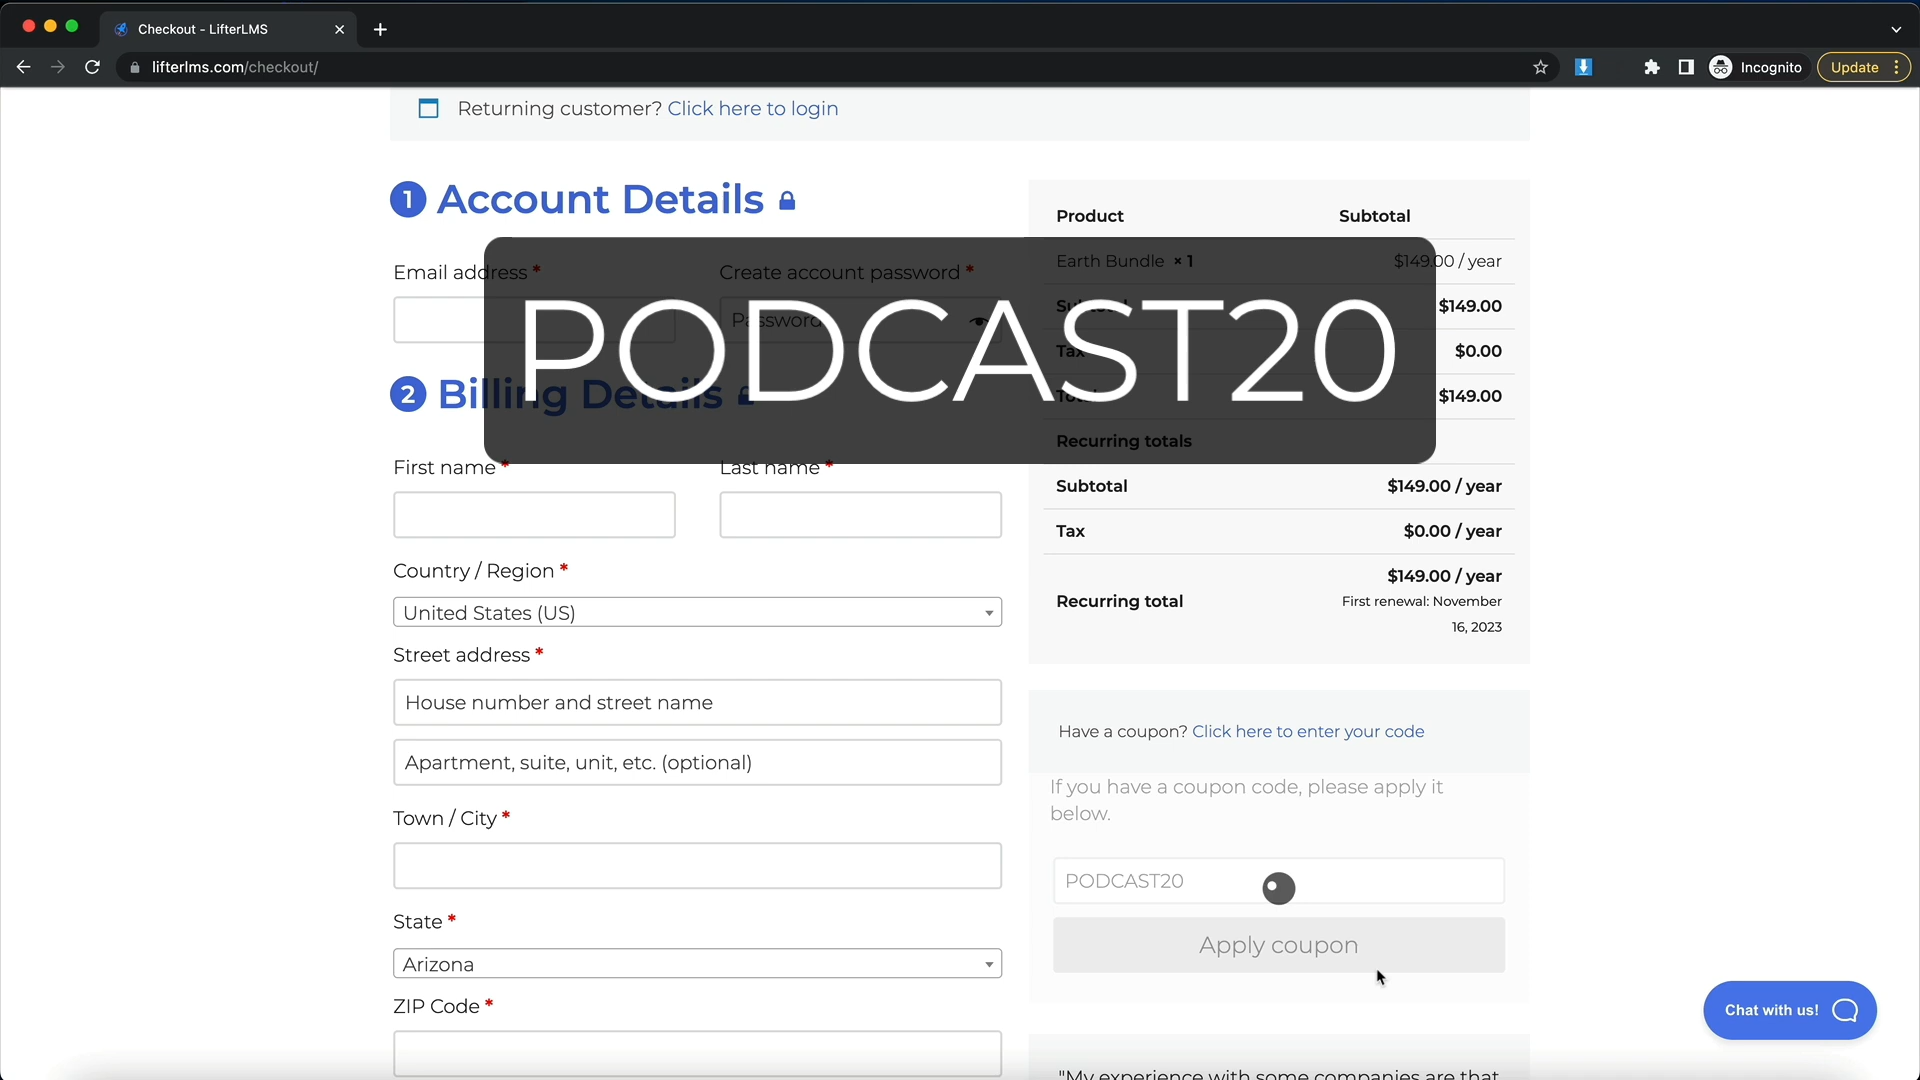 Checkout - LifterLMS
lifterlms.com/checkout/
Incognito
Update
Returning customer? Click here to login
1 Account Details
Email address *
Create account password *
Password
PODCAST20
2 Billing Details
First name *
Last name *
Country / Region *
United States (US)
Street address *
House number and street name
Apartment, suite, unit, etc. (optional)
Town / City *
State *
Arizona
ZIP Code *
Product Subtotal
Earth Bundle × 1 $149.00 / year
Subtotal $149.00
Tax $0.00
Total $149.00
Recurring totals
Subtotal $149.00 / year
Tax $0.00 / year
Recurring total $149.00 / year
First renewal: November
16, 2023
Have a coupon? Click here to enter your code
If you have a coupon code, please apply it
below.
PODCAST20
Apply coupon
Chat with us!
"My experience with some companies are that